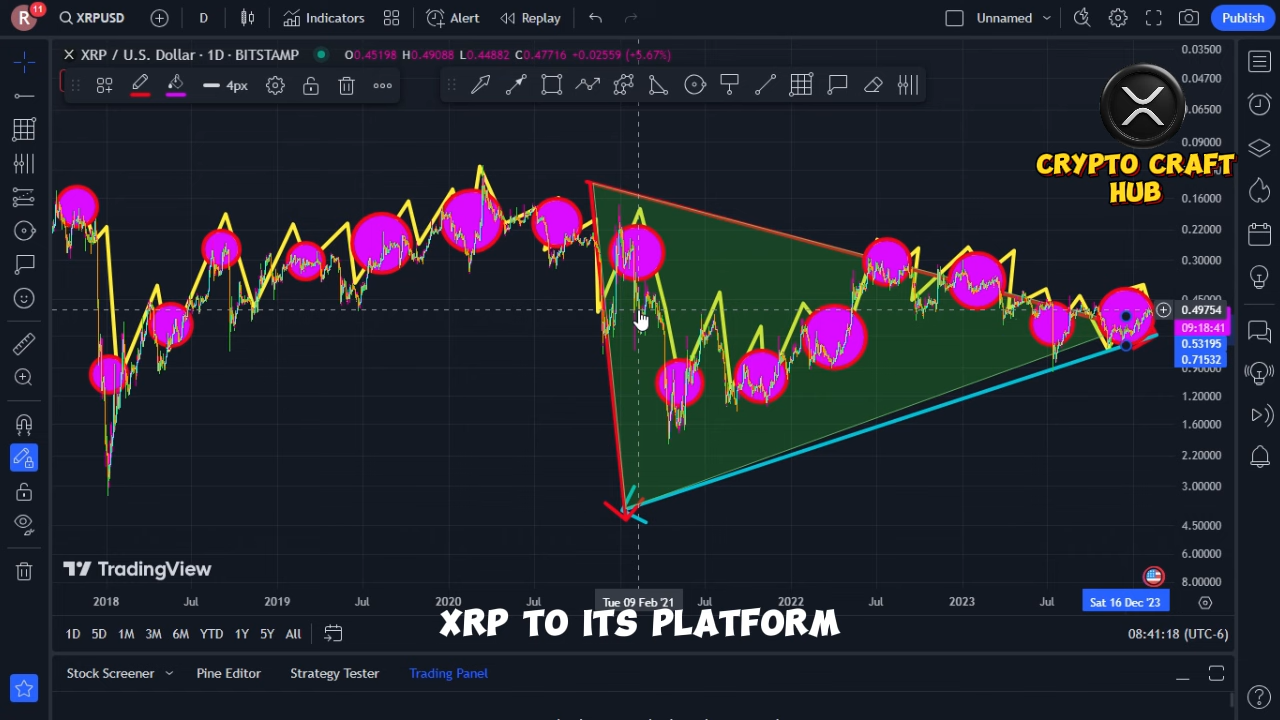 R
11
XRPUSD
D
Indicators
Alert
Replay
Unnamed
Publish
XRP / U.S. Dollar · 1D · BITSTAMP
O0.45198 H0.49088 L0.44882 C0.47716 +0.02559 (+5.67%)
4px
CRYPTO CRAFT
HUB
0.03500
0.04700
0.06500
0.09000
0.16000
0.22000
0.30000
0.45000
0.49754
09:18:41
0.53195
0.71532
0.90000
1.20000
1.60000
2.20000
3.00000
4.50000
6.00000
8.00000
TradingView
2018
Jul
2019
Jul
2020
Jul
Tue 09 Feb '21
Jul
2022
Jul
2023
Jul
Sat 16 Dec '23
XRP TO ITS PLATFORM
1D 5D 1M 3M 6M YTD 1Y 5Y All
08:41:18 (UTC-6)
Stock Screener
Pine Editor
Strategy Tester
Trading Panel